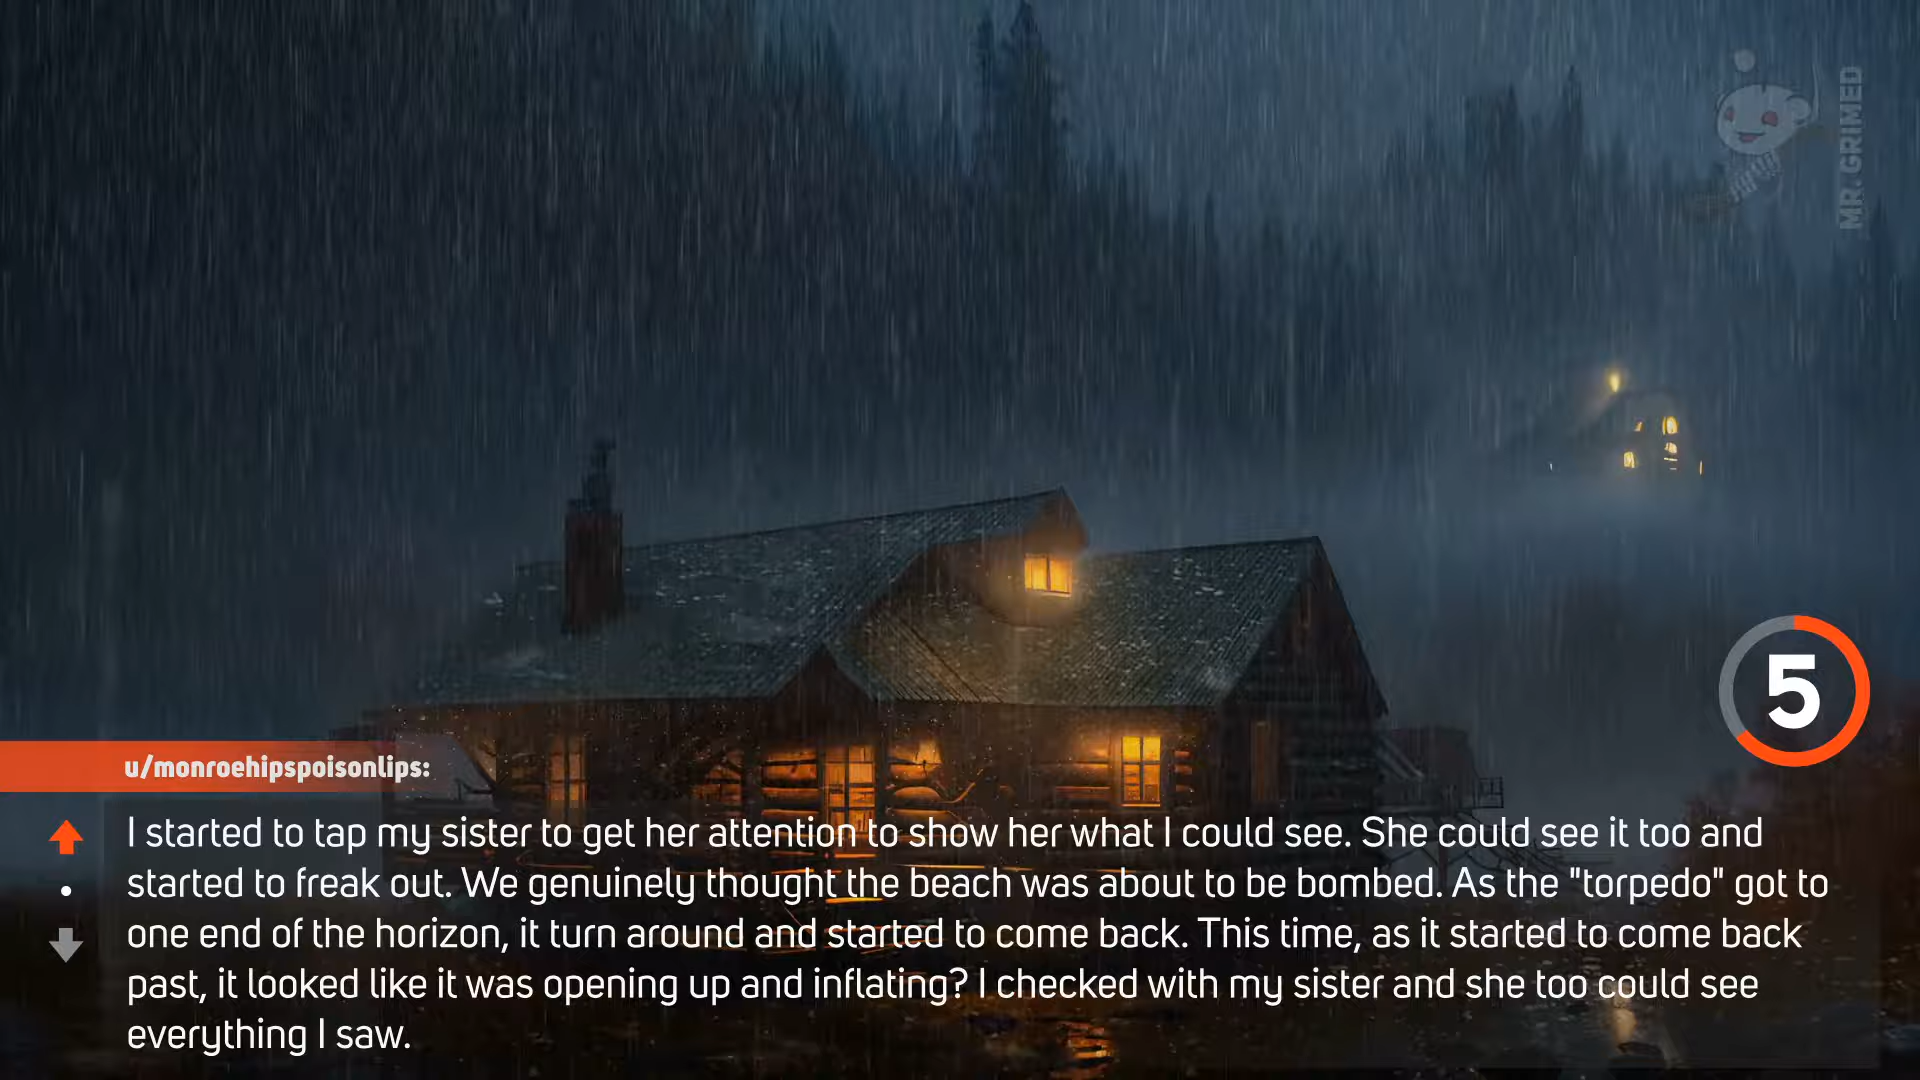 MR. GRIMED
5
u/monroehipspoisonlips:
I started to tap my sister to get her attention to show her what I could see. She could see it too and
started to freak out. We genuinely thought the beach was about to be bombed. As the "torpedo" got to
one end of the horizon, it turn around and started to come back. This time, as it started to come back
past, it looked like it was opening up and inflating? I checked with my sister and she too could see
everything I saw.